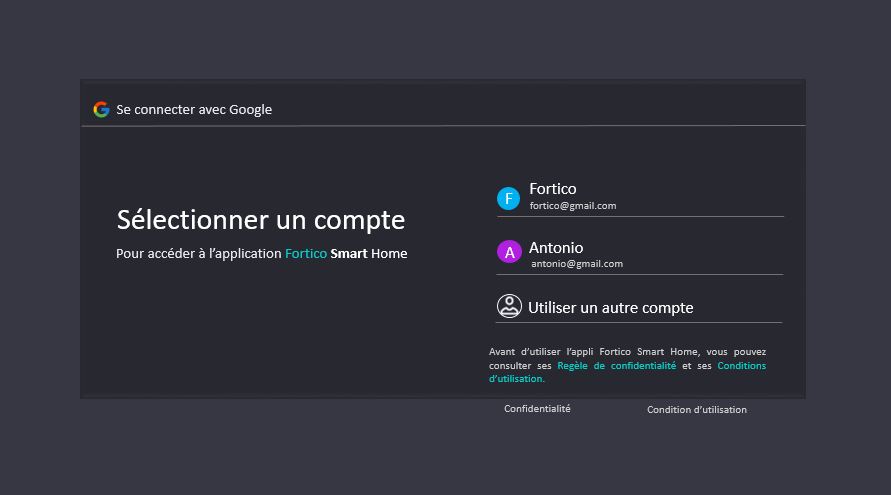 Se connecter avec Google
Sélectionner un compte
Pour accéder à l'application Fortico Smart Home
F
Fortico
fortico@gmail.com
A
Antonio
antonio@gmail.com
Utiliser un autre compte
Avant d'utiliser l'appli Fortico Smart Home, vous pouvez
consulter ses Regèle de confidentialité et ses Conditions
d'utilisation.
Confidentialité
Condition d'utilisation